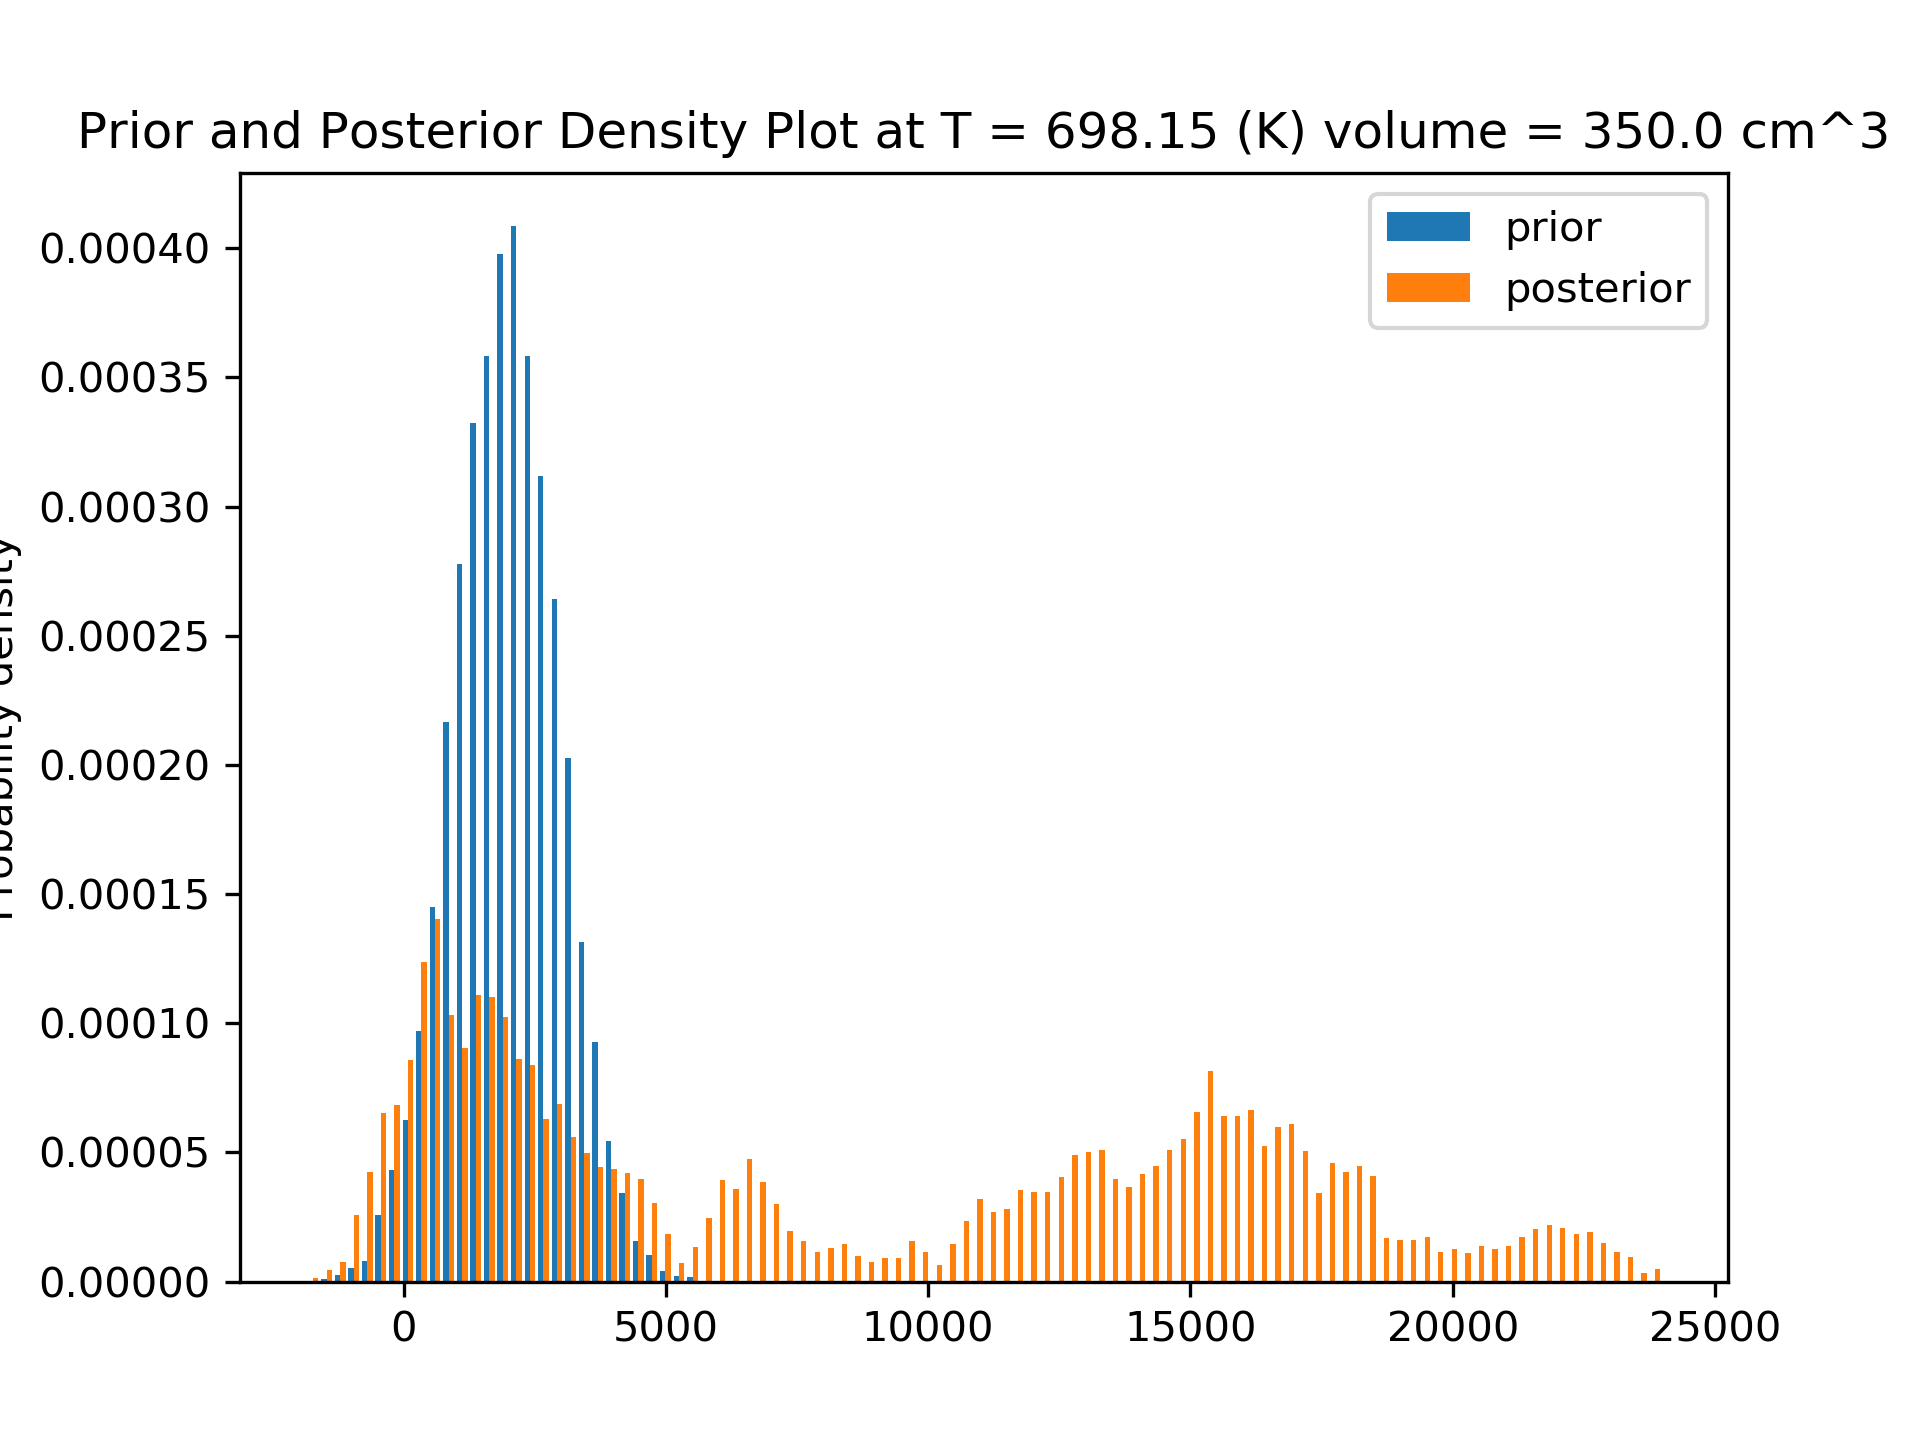 Prior and Posterior Density Plot at T = 698.15 (K) volume = 350.0 cm^3
prior
posterior
0.00040
0.00035
0.00030
0.00025
0.00020
0.00015
0.00010
0.00005
0.00000
Probability density
0 5000 10000 15000 20000 25000